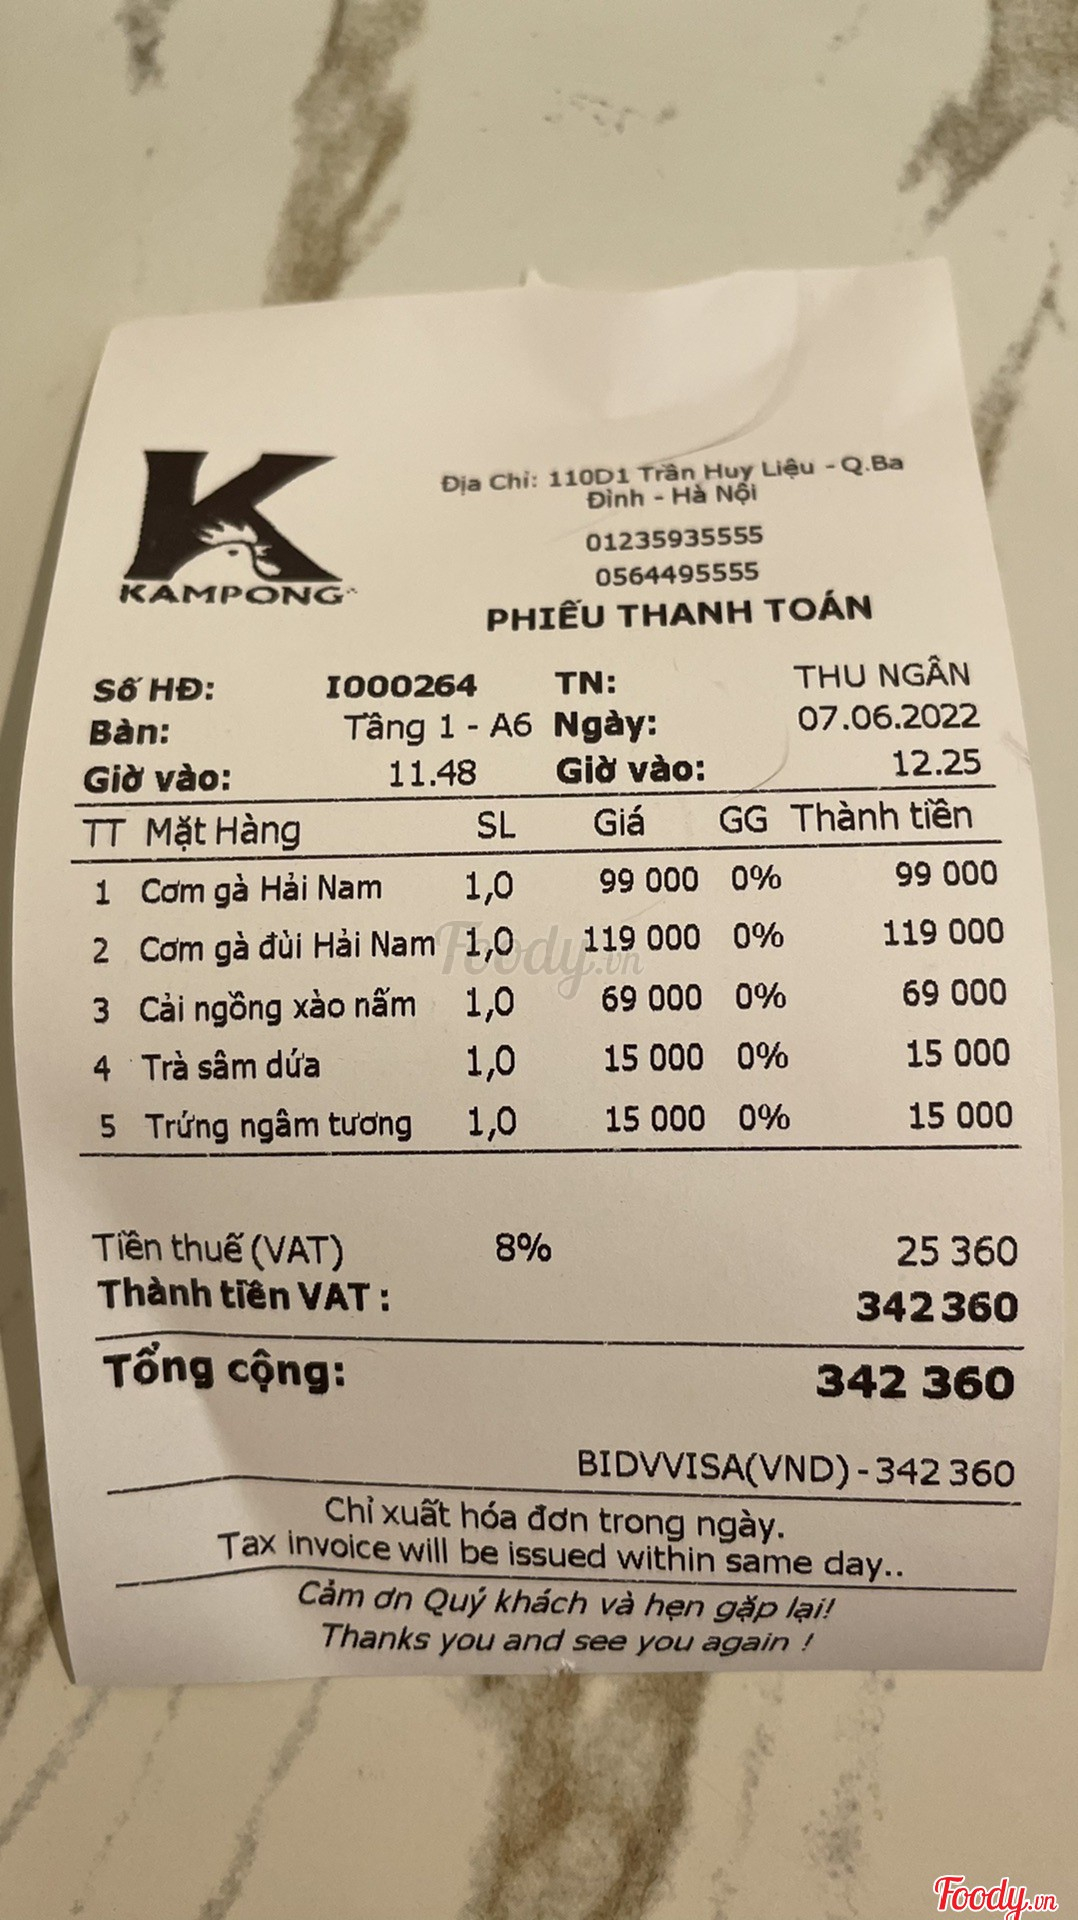 KAMPONG
Địa Chỉ: 110D1 Trần Huy Liệu - Q.Ba
Đình - Hà Nội
01235935555
0564495555
PHIẾU THANH TOÁN
Số HĐ: I000264 TN: THU NGÂN
Bàn: Tầng 1 - A6 Ngày: 07.06.2022
Giờ vào: 11.48 Giờ vào: 12.25
TT Mặt Hàng SL Giá GG Thành tiền
1 Cơm gà Hải Nam 1,0 99 000 0% 99 000
2 Cơm gà đùi Hải Nam 1,0 119 000 0% 119 000
3 Cải ngồng xào nấm 1,0 69 000 0% 69 000
4 Trà sâm dứa 1,0 15 000 0% 15 000
5 Trứng ngâm tương 1,0 15 000 0% 15 000
Foody.vn
Tiền thuế (VAT) 8% 25 360
Thành tiền VAT : 342 360
Tổng cộng: 342 360
BIDVVISA(VND) - 342 360
Chỉ xuất hóa đơn trong ngày.
Tax invoice will be issued within same day..
Cảm ơn Quý khách và hẹn gặp lại!
Thanks you and see you again !
Foody.vn